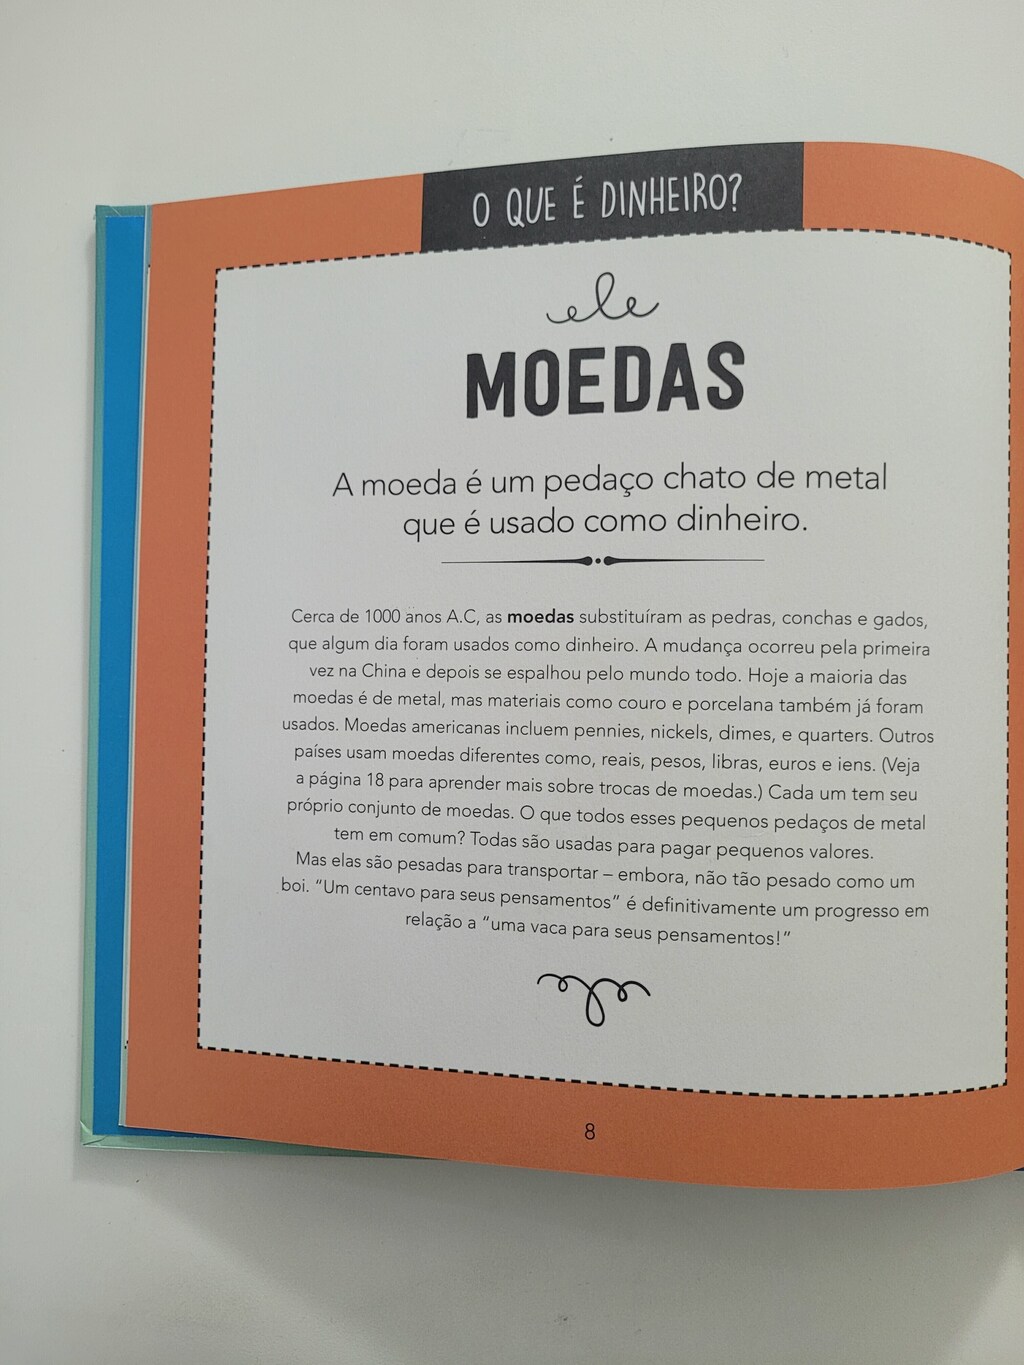 O QUE É DINHEIRO?
MOEDAS
A moeda é um pedaço chato de metal
que é usado como dinheiro.
Cerca de 1000 anos A.C, as moedas substituíram as pedras, conchas e gados,
que algum dia foram usados como dinheiro. A mudança ocorreu pela primeira
vez na China e depois se espalhou pelo mundo todo. Hoje a maioria das
moedas é de metal, mas materiais como couro e porcelana também já foram
usados. Moedas americanas incluem pennies, nickels, dimes, e quarters. Outros
países usam moedas diferentes como, reais, pesos, libras, euros e iens. (Veja
a página 18 para aprender mais sobre trocas de moedas.) Cada um tem seu
próprio conjunto de moedas. O que todos esses pequenos pedaços de metal
tem em comum? Todas são usadas para pagar pequenos valores.
Mas elas são pesadas para transportar – embora, não tão pesado como um
boi. “Um centavo para seus pensamentos” é definitivamente um progresso em
relação a “uma vaca para seus pensamentos!”
8